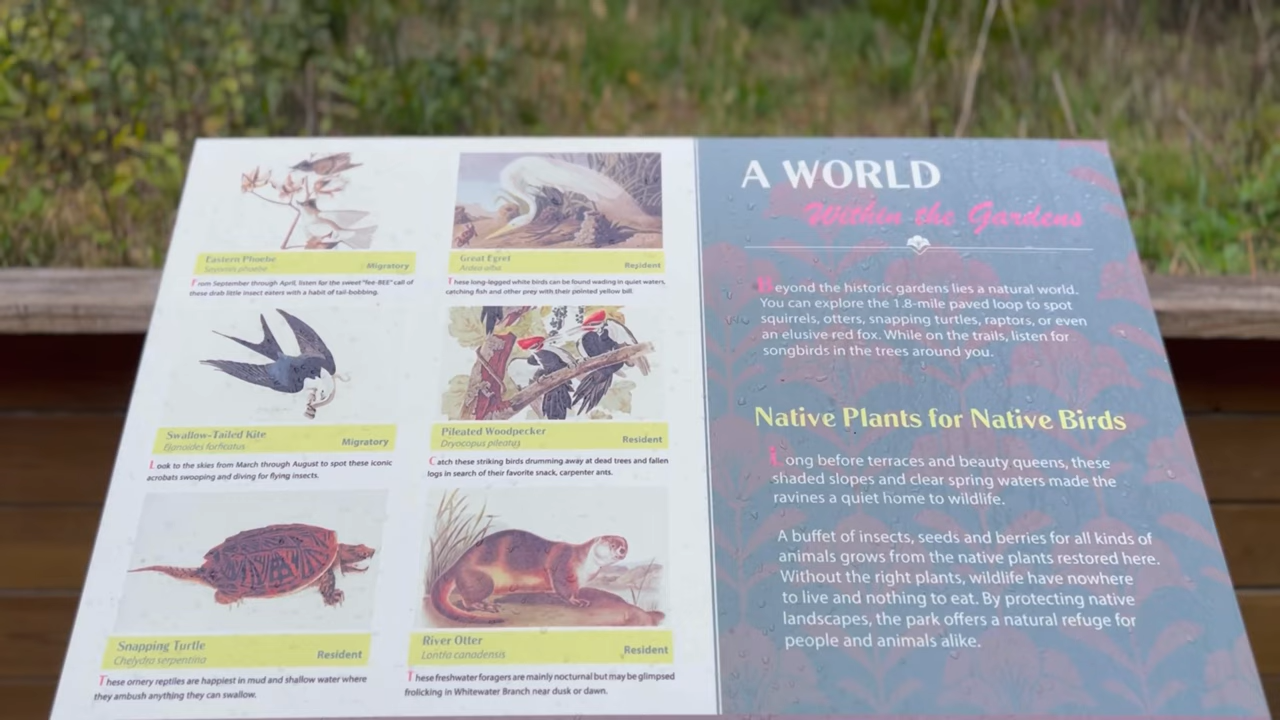 Eastern Phoebe
Sayornis phoebe
Migratory
From September through April, listen for the sweet "fee-BEE" call of
these drab little insect eaters with a habit of tail-bobbing.
Great Egret
Ardea alba
Resident
These long-legged white birds can be found wading in quiet waters,
catching fish and other prey with their pointed yellow bill.
Swallow-Tailed Kite
Elanoides forficatus
Migratory
Look to the skies from March through August to spot these iconic
acrobats swooping and diving for flying insects.
Pileated Woodpecker
Dryocopus pileatus
Resident
Catch these striking birds drumming away at dead trees and fallen
logs in search of their favorite snack, carpenter ants.
Snapping Turtle
Chelydra serpentina
Resident
These ornery reptiles are happiest in mud and shallow water where
they ambush anything they can swallow.
River Otter
Lontra canadensis
Resident
These freshwater foragers are mainly nocturnal but may be glimpsed
frolicking in Whitewater Branch near dusk or dawn.
A WORLD
Within the Gardens
Beyond the historic gardens lies a natural world.
You can explore the 1.8-mile paved loop to spot
squirrels, otters, snapping turtles, raptors, or even
an elusive red fox. While on the trails, listen for
songbirds in the trees around you.
Native Plants for Native Birds
Long before terraces and beauty queens, these
shaded slopes and clear spring waters made the
ravines a quiet home to wildlife.
A buffet of insects, seeds and berries for all kinds of
animals grows from the native plants restored here.
Without the right plants, wildlife have nowhere
to live and nothing to eat. By protecting native
landscapes, the park offers a natural refuge for
people and animals alike.